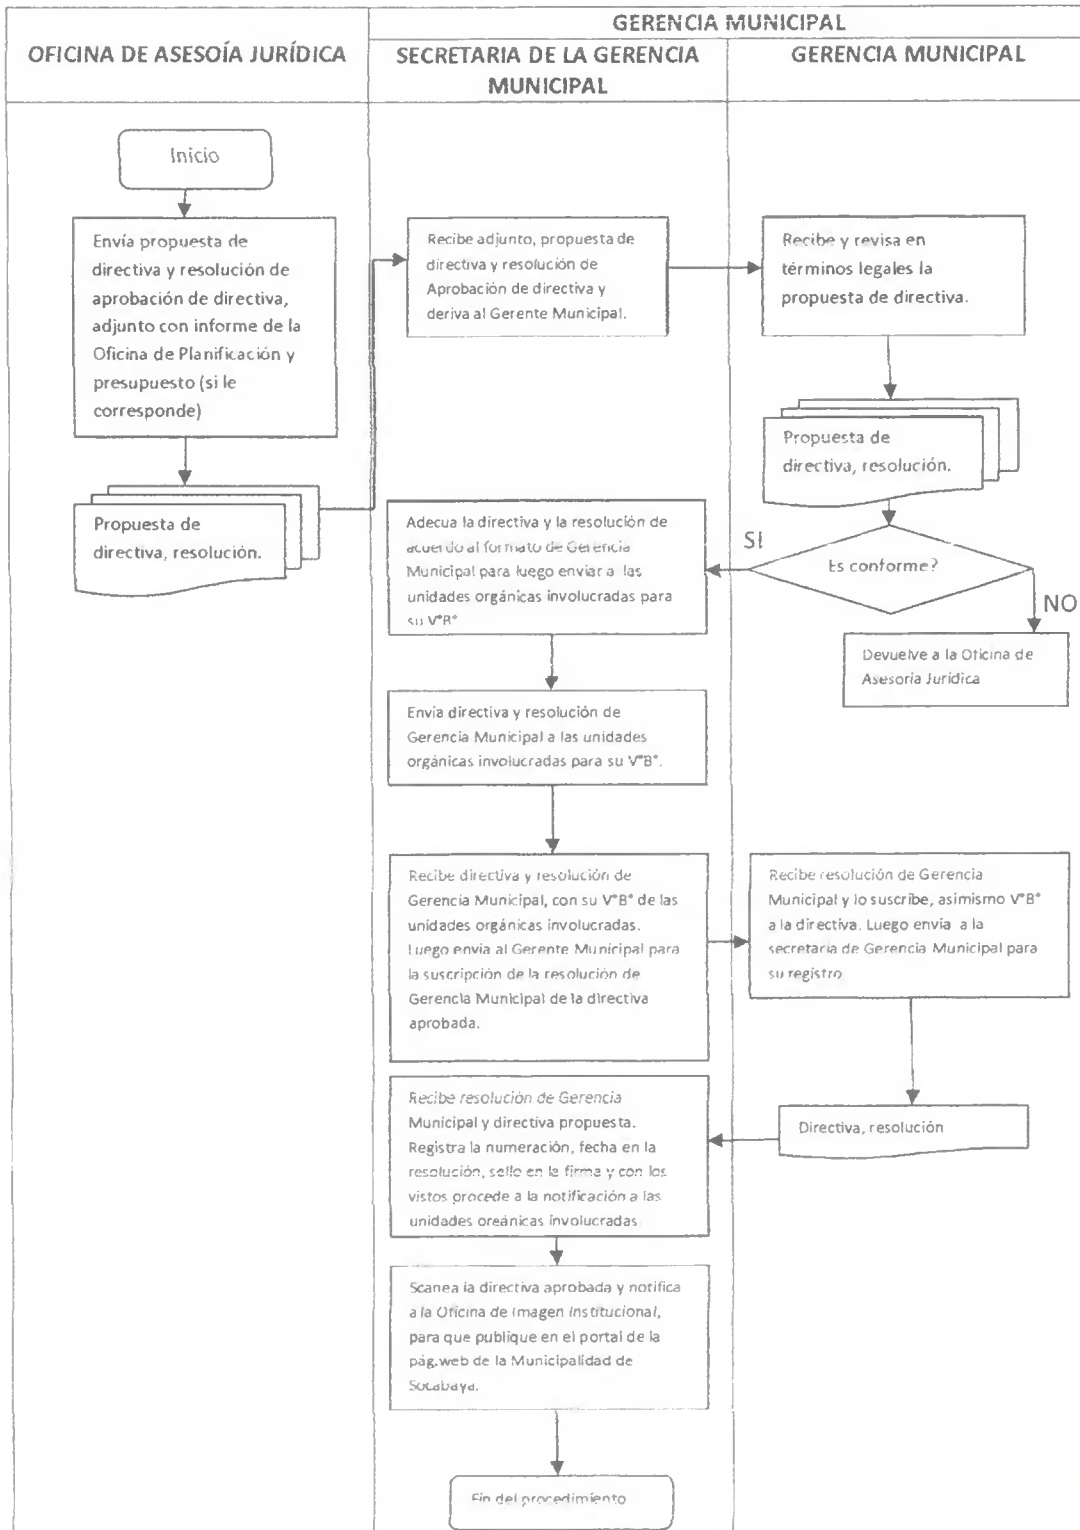 GERENCIA MUNICIPAL
OFICINA DE ASESOÍA JURÍDICA
SECRETARIA DE LA GERENCIA
MUNICIPAL
GERENCIA MUNICIPAL
Inicio
Envía propuesta de
directiva y resolución de
aprobación de directiva,
adjunto con informe de la
Oficina de Planificación y
presupuesto (si le
corresponde)
Recibe adjunto, propuesta de
directiva y resolución de
Aprobación de directiva y
deriva al Gerente Municipal.
Recibe y revisa en
términos legales la
propuesta de directiva.
Propuesta de
directiva, resolución.
Propuesta de
directiva, resolución.
Adecua la directiva y la resolución de
acuerdo al formato de Gerencia
Municipal para luego enviar a las
unidades orgánicas involucradas para
su V°B°
SI
Es conforme?
NO
Devuelve a la Oficina de
Asesoría Jurídica
Envía directiva y resolución de
Gerencia Municipal a las unidades
orgánicas involucradas para su V°B°.
Recibe directiva y resolución de
Gerencia Municipal, con su V°B° de las
unidades orgánicas involucradas.
Luego envia al Gerente Municipal para
la suscripción de la resolución de
Gerencia Municipal de la directiva
aprobada.
Recibe resolución de Gerencia
Municipal y lo suscribe, asimismo V°B°
a la directiva. Luego envia a la
secretaria de Gerencia Municipal para
su registro
Recibe resolución de Gerencia
Municipal y directiva propuesta.
Registra la numeración, fecha en la
resolución, sello en la firma y con los
vistos procede a la notificación a las
unidades oreánicas involucradas.
Directiva, resolución
Scanea la directiva aprobada y notifica
a la Oficina de Imagen Institucional,
para que publique en el portal de la
pág.web de la Municipalidad de
Socabaya.
Fin del procedimiento